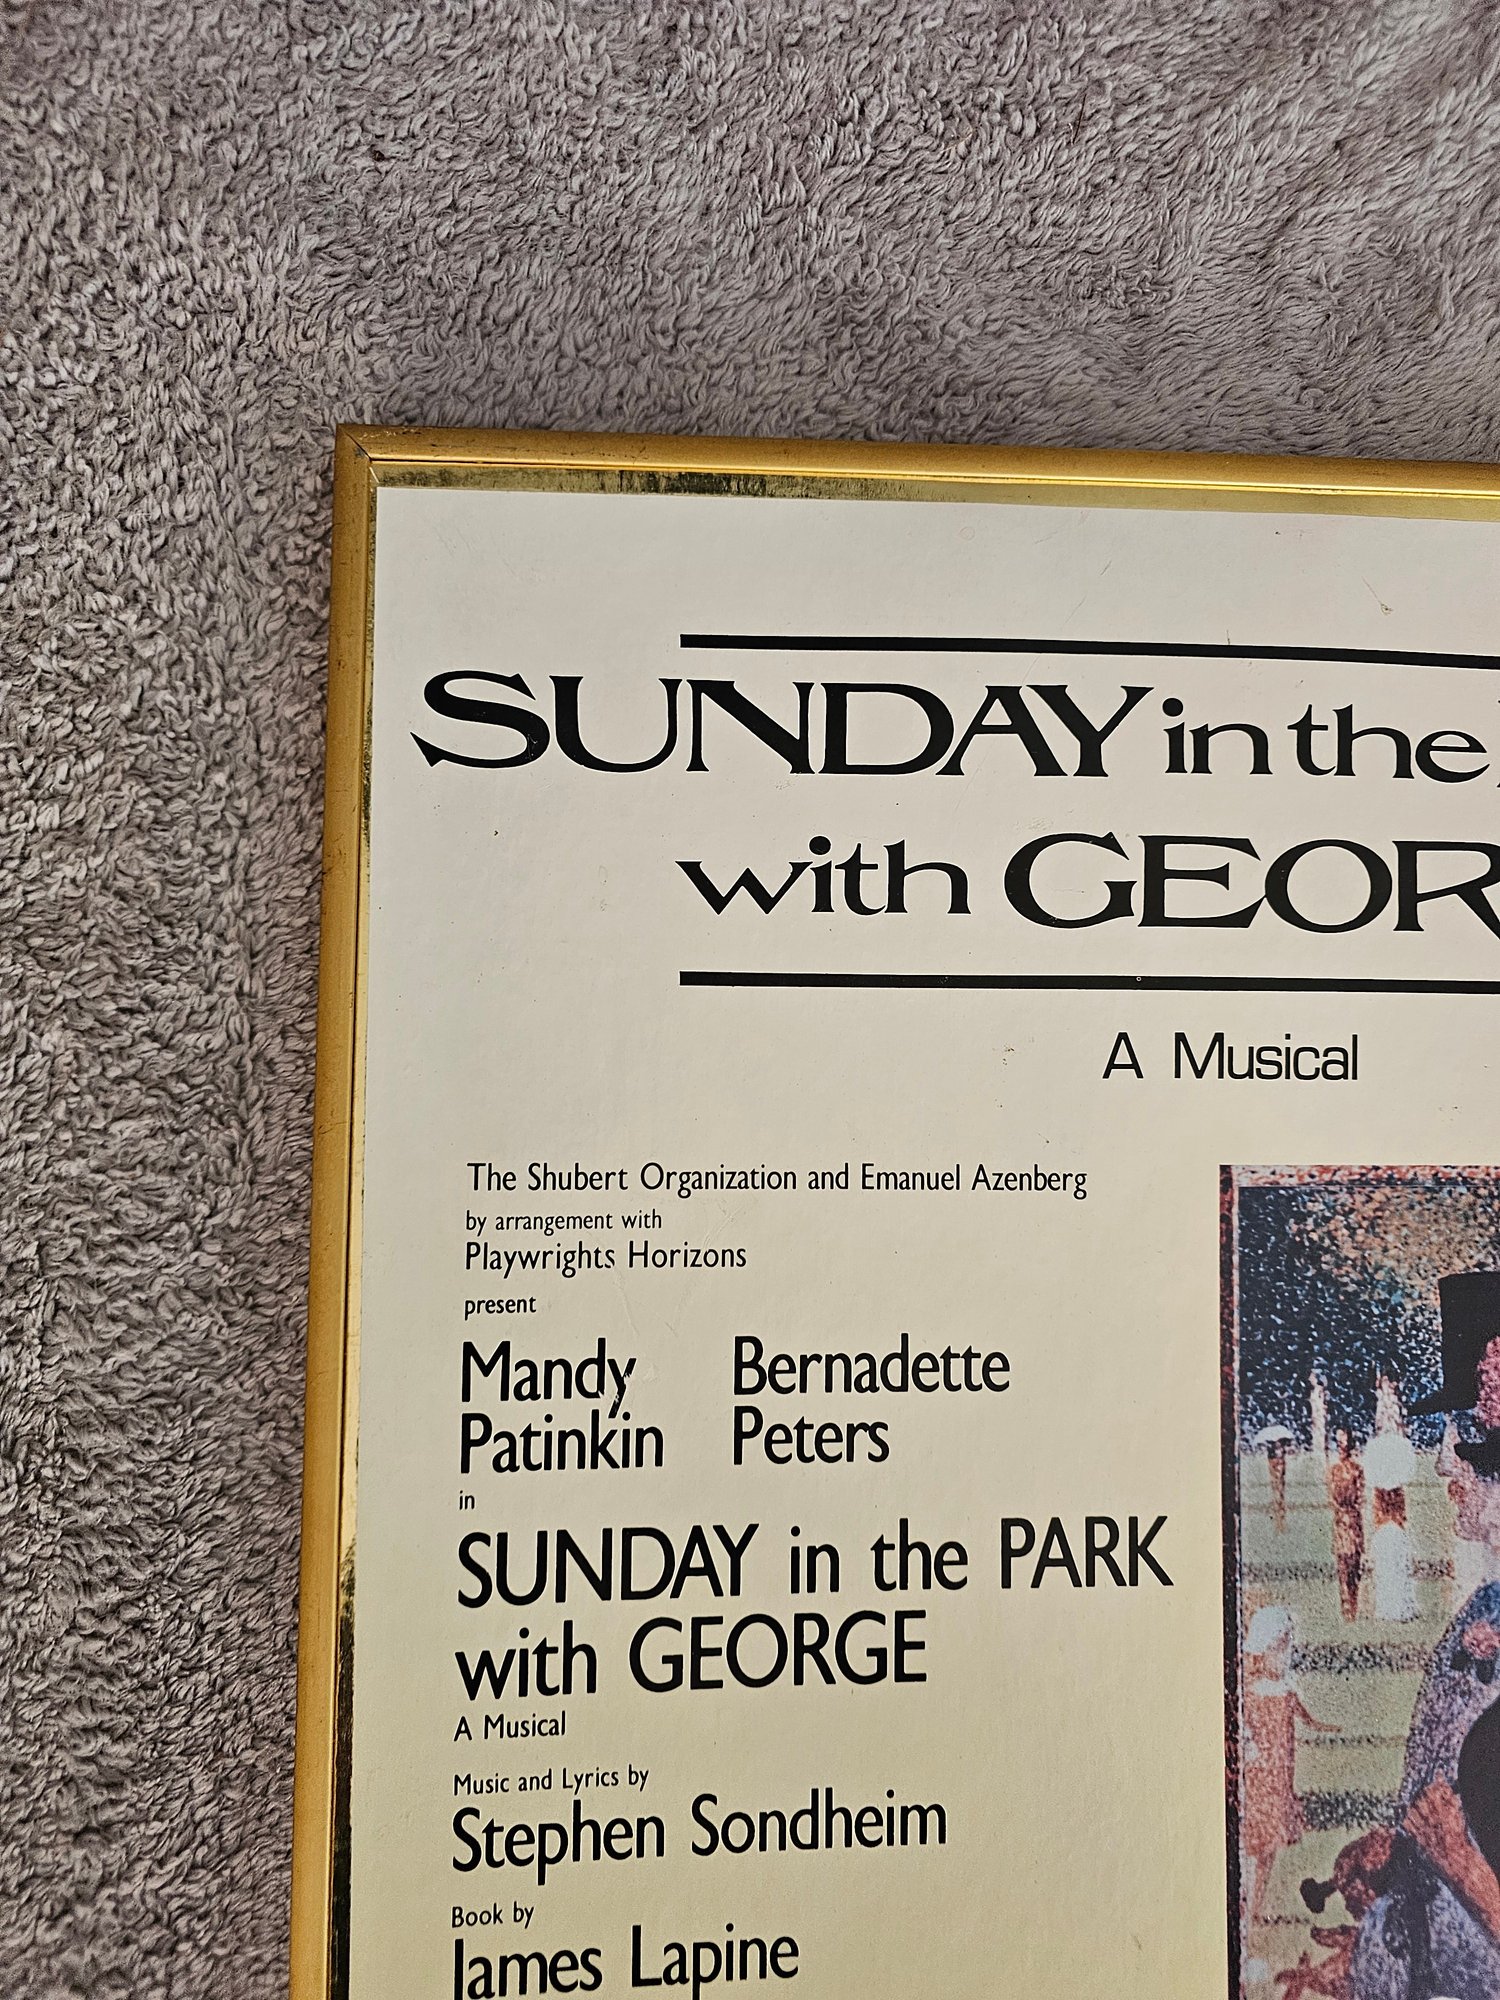 SUNDAY in the
with GEOR
A Musical
The Shubert Organization and Emanuel Azenberg
by arrangement with
Playwrights Horizons
present
Mandy Bernadette
Patinkin Peters
in
SUNDAY in the PARK
with GEORGE
A Musical
Music and Lyrics by
Stephen Sondheim
Book by
James Lapine